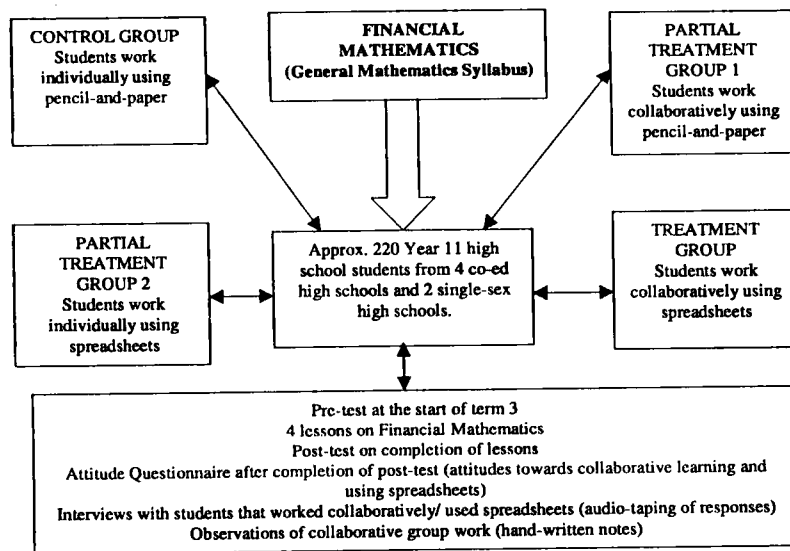 CONTROL GROUP
Students work
individually using
pencil-and-paper
FINANCIAL
MATHEMATICS
(General Mathematics Syllabus)
PARTIAL
TREATMENT
GROUP 1
Students work
collaboratively using
pencil-and-paper
PARTIAL
TREATMENT
GROUP 2
Students work
individually using
spreadsheets
Approx. 220 Year 11 high
school students from 4 co-ed
high schools and 2 single-sex
high schools.
TREATMENT
GROUP
Students work
collaboratively using
spreadsheets
Pre-test at the start of term 3
4 lessons on Financial Mathematics
Post-test on completion of lessons
Attitude Questionnaire after completion of post-test (attitudes towards collaborative learning and
using spreadsheets)
Interviews with students that worked collaboratively/ used spreadsheets (audio-taping of responses)
Observations of collaborative group work (hand-written notes)